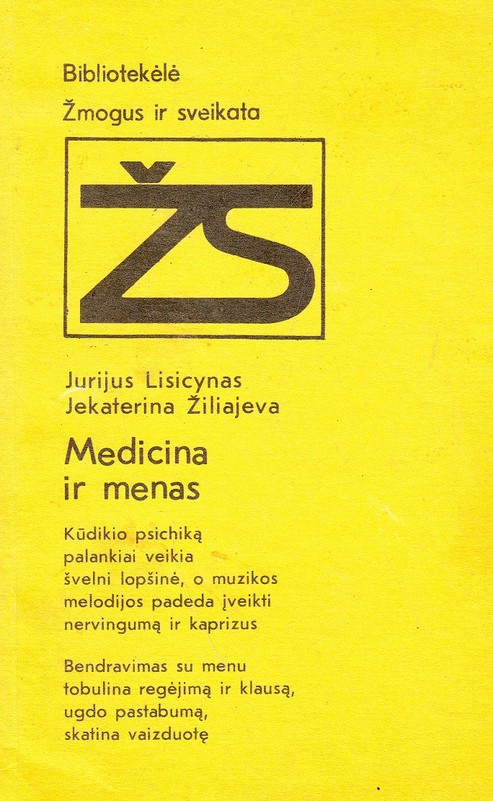 Bibliotekėlė
Žmogus ir sveikata
ŽS
Jurijus Lisicynas
Jekaterina Žiliajeva
Medicina
ir menas
Kūdikio psichiką
palankiai veikia
švelni lopšinė, o muzikos
melodijos padeda įveikti
nervingumą ir kaprizus
Bendravimas su menu
tobulina regėjimą ir klausą,
ugdo pastabumą,
skatina vaizduotę